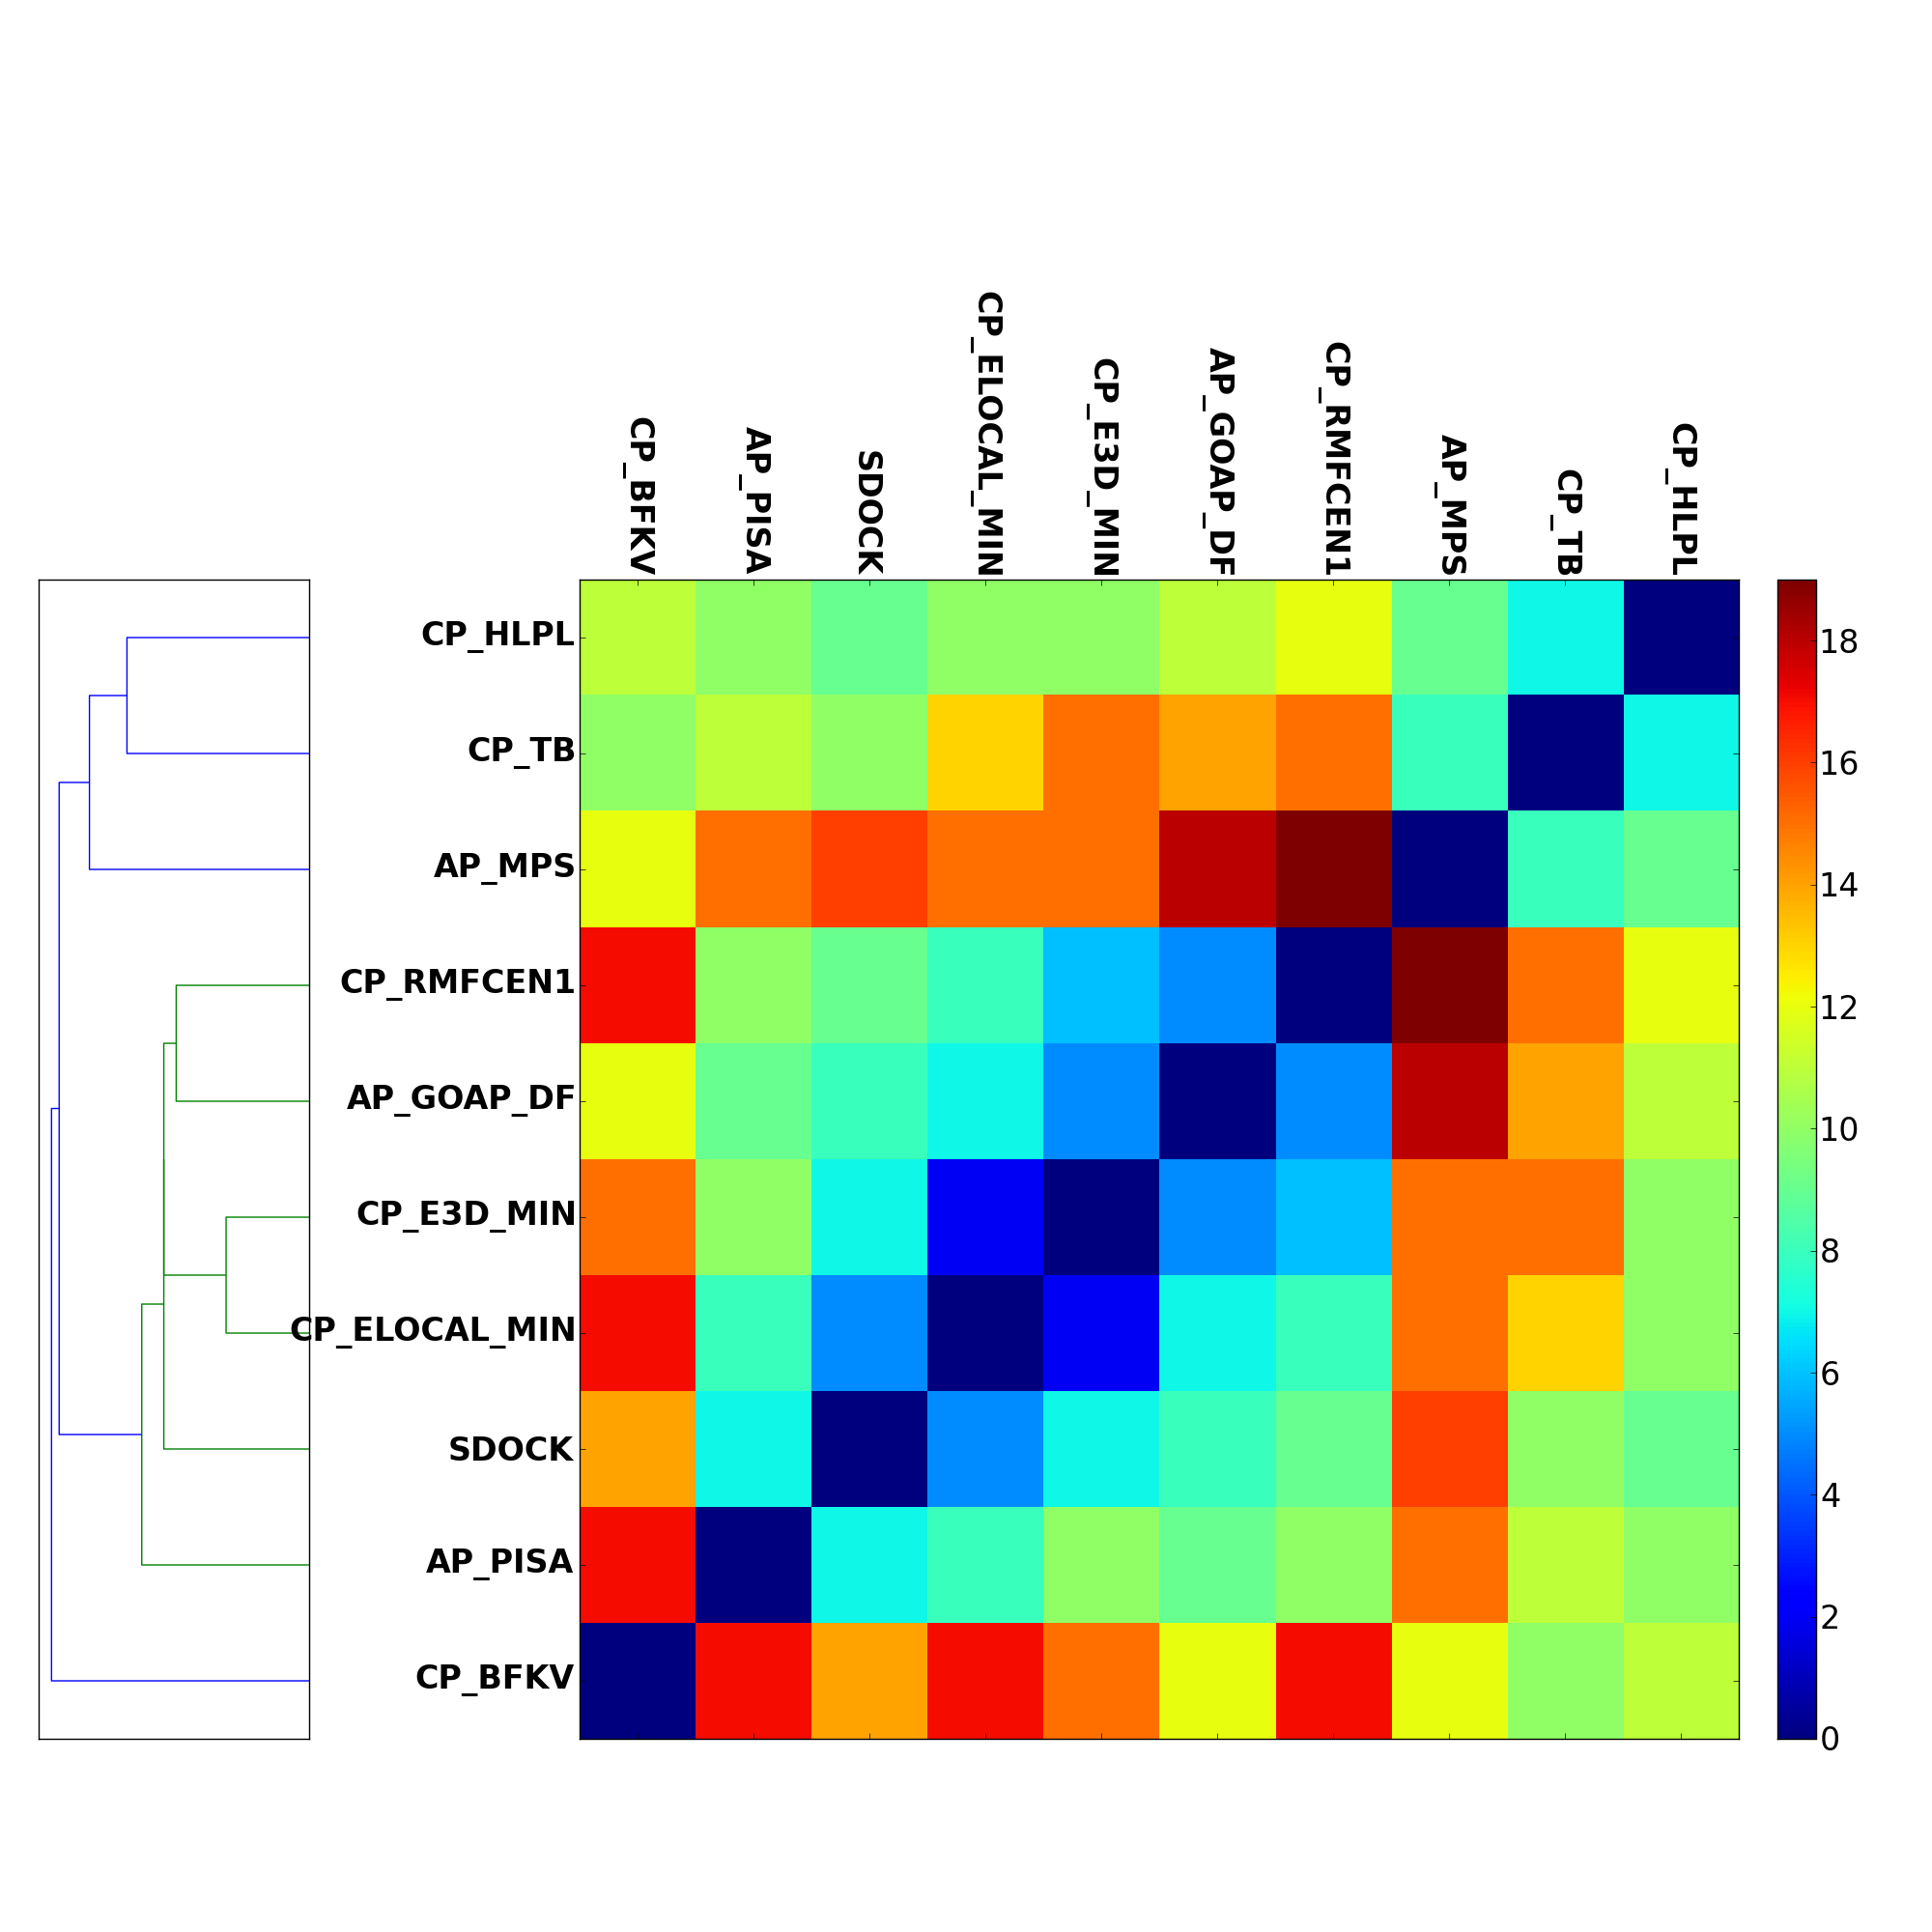 CP_BFKV
AP_PISA
SDOCK
CP_ELOCAL_MIN
CP_E3D_MIN
AP_GOAP_DF
CP_RMFCEN1
AP_MPS
CP_TB
CP_HLPL
CP_HLPL
CP_TB
AP_MPS
CP_RMFCEN1
AP_GOAP_DF
CP_E3D_MIN
CP_ELOCAL_MIN
SDOCK
AP_PISA
CP_BFKV
18
16
14
12
10
8
6
4
2
0